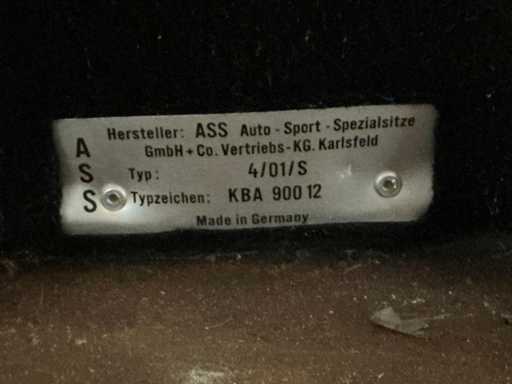 A S S
Hersteller: ASS Auto - Sport - Spezialsitze
GmbH + Co. Vertriebs - KG. Karlsfeld
Typ: 4/01/S
Typzeichen: KBA 900 12
Made in Germany